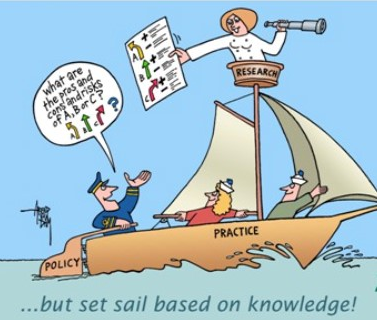 A
B
C
+
-
+
-
+
-
RESEARCH
What are
the pros and
cons and risks
of A, B or C?
?
PRACTICE
POLICY
...but set sail based on knowledge!